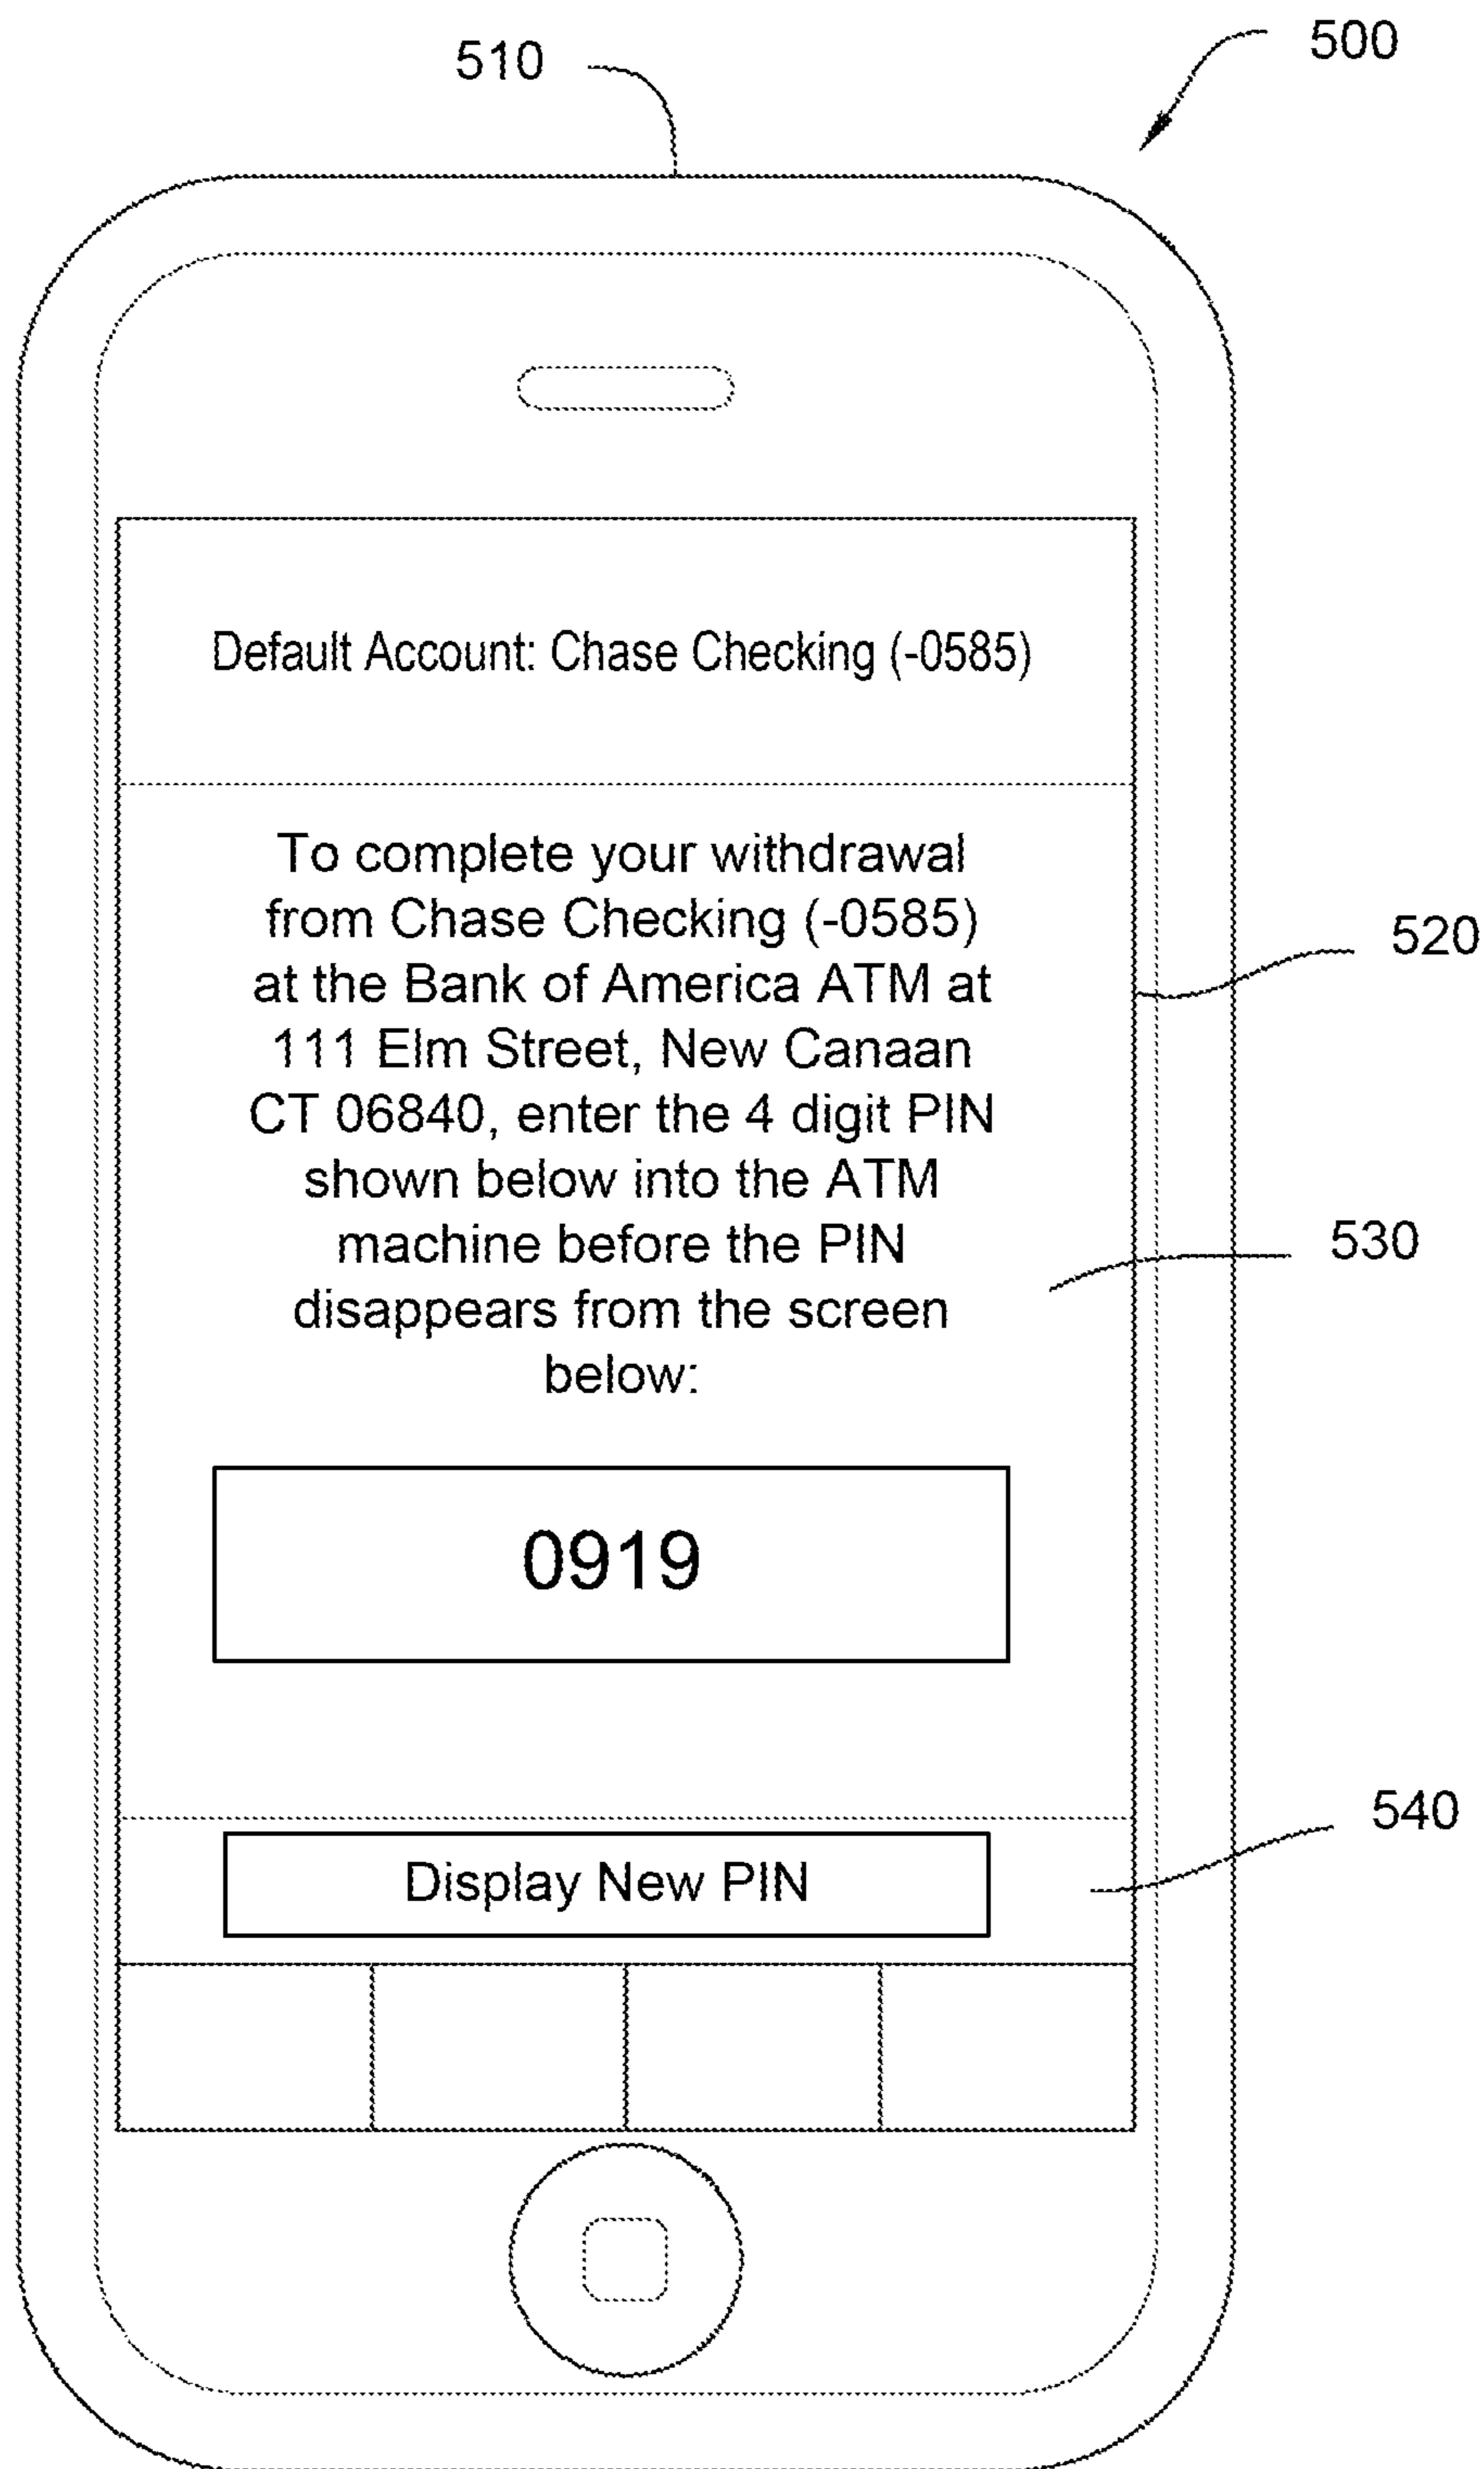 510
500
Default Account: Chase Checking (-0585)
To complete your withdrawal
from Chase Checking (-0585)
at the Bank of America ATM at
111 Elm Street, New Canaan
CT 06840, enter the 4 digit PIN
shown below into the ATM
machine before the PIN
disappears from the screen
below:
520
530
0919
540
Display New PIN